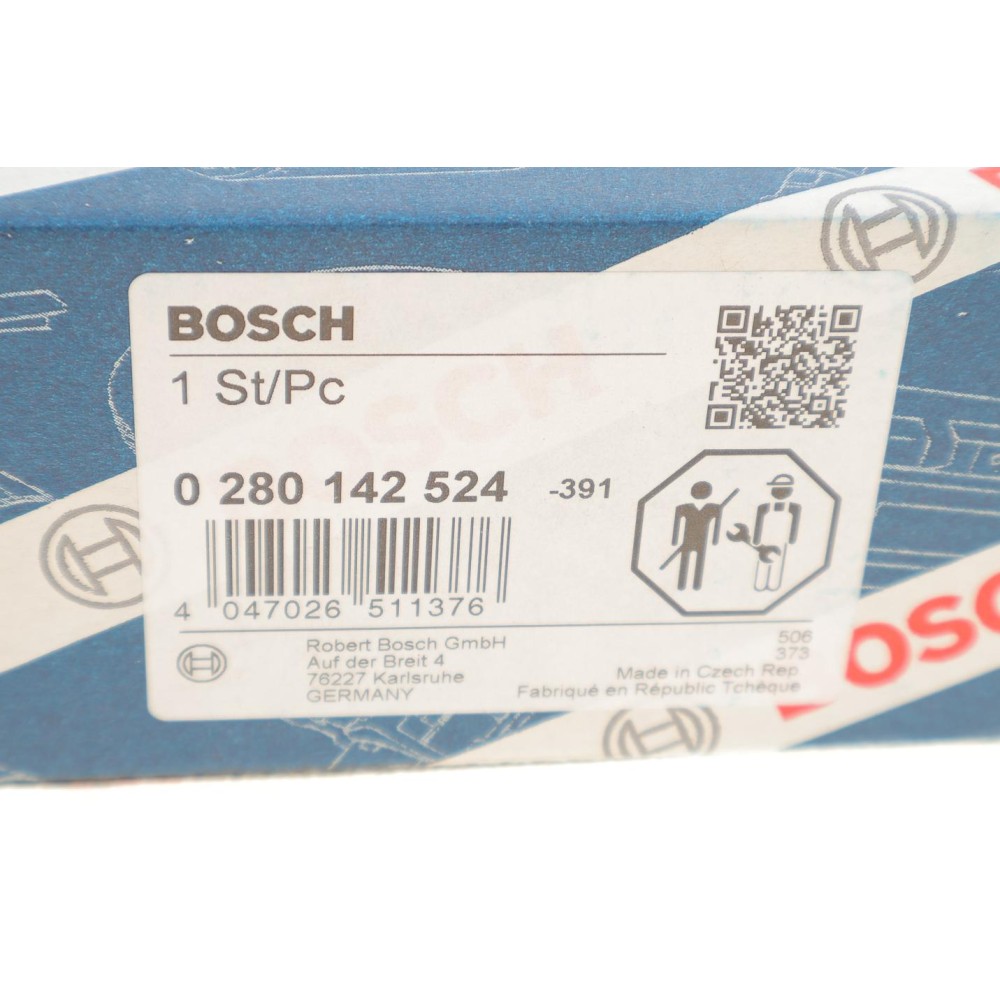 BOSCH
1 St/Pc
0 280 142 524 -391
4 047026 511376
Robert Bosch GmbH
Auf der Breit 4
76227 Karlsruhe
GERMANY
506
373
Made in Czech Rep
Fabriqué en Républic Tchèque
BOSCH
OSC